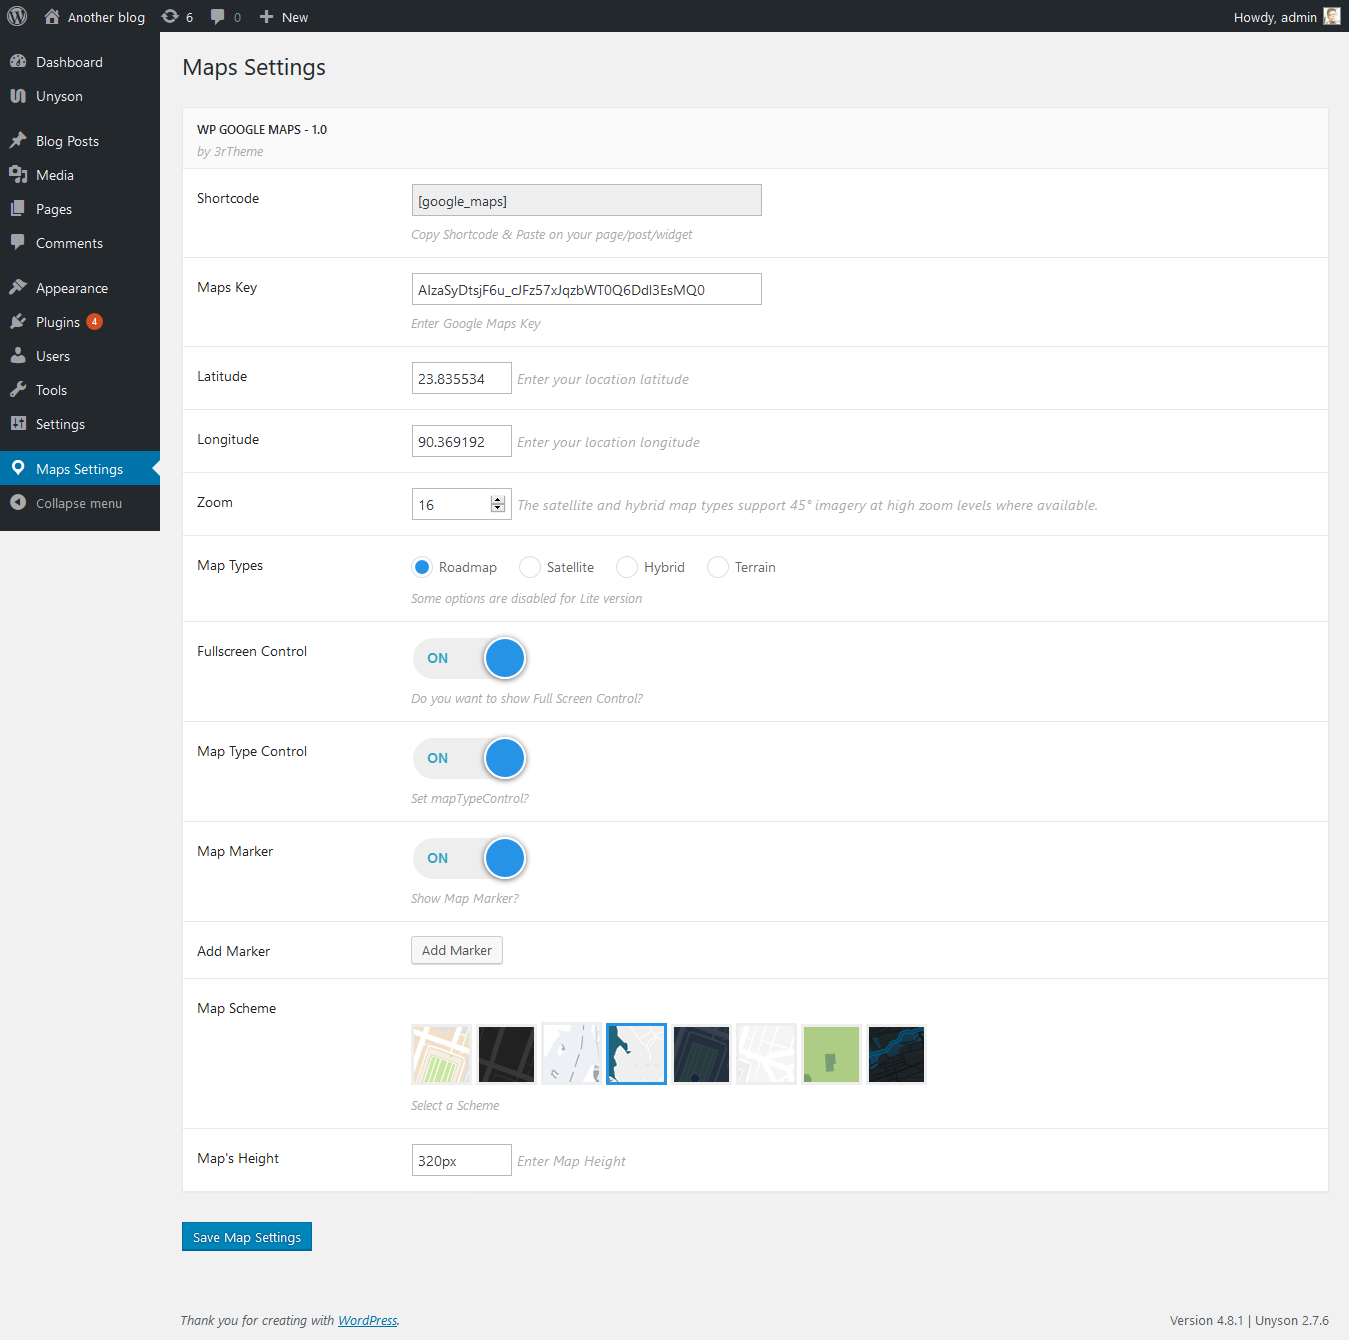 Another blog 6 0 New Howdy, admin
Dashboard
Unyson
Blog Posts
Media
Pages
Comments
Appearance
Plugins 4
Users
Tools
Settings
Maps Settings
Collapse menu
Maps Settings
WP GOOGLE MAPS - 1.0
by 3rTheme
Shortcode [google_maps]
Copy Shortcode & Paste on your page/post/widget
Maps Key AIzaSyDtsjF6u_cJFz57xJqzbWT0Q6Ddl3EsMQ0
Enter Google Maps Key
Latitude 23.835534 Enter your location latitude
Longitude 90.369192 Enter your location longitude
Zoom 16 The satellite and hybrid map types support 45° imagery at high zoom levels where available.
Map Types Roadmap Satellite Hybrid Terrain
Some options are disabled for Lite version
Fullscreen Control ON
Do you want to show Full Screen Control?
Map Type Control ON
Set mapTypeControl?
Map Marker ON
Show Map Marker?
Add Marker Add Marker
Map Scheme
Select a Scheme
Map's Height 320px Enter Map Height
Save Map Settings
Thank you for creating with WordPress. Version 4.8.1 | Unyson 2.7.6